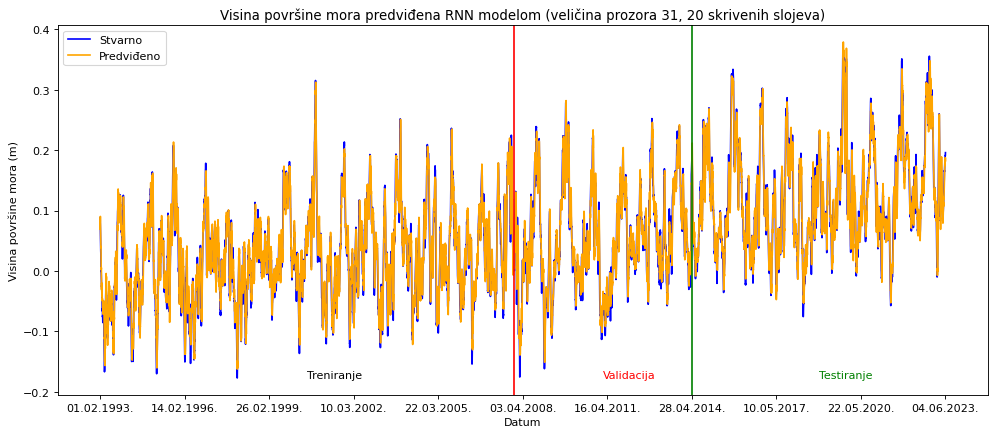 Visina površine mora predviđena RNN modelom (veličina prozora 31, 20 skrivenih slojeva)
Stvarno
Predviđeno
Visina površine mora (m)
0.4
0.3
0.2
0.1
0.0
−0.1
−0.2
Treniranje
Validacija
Testiranje
01.02.1993.
14.02.1996.
26.02.1999.
10.03.2002.
22.03.2005.
03.04.2008.
16.04.2011.
28.04.2014.
10.05.2017.
22.05.2020.
04.06.2023.
Datum